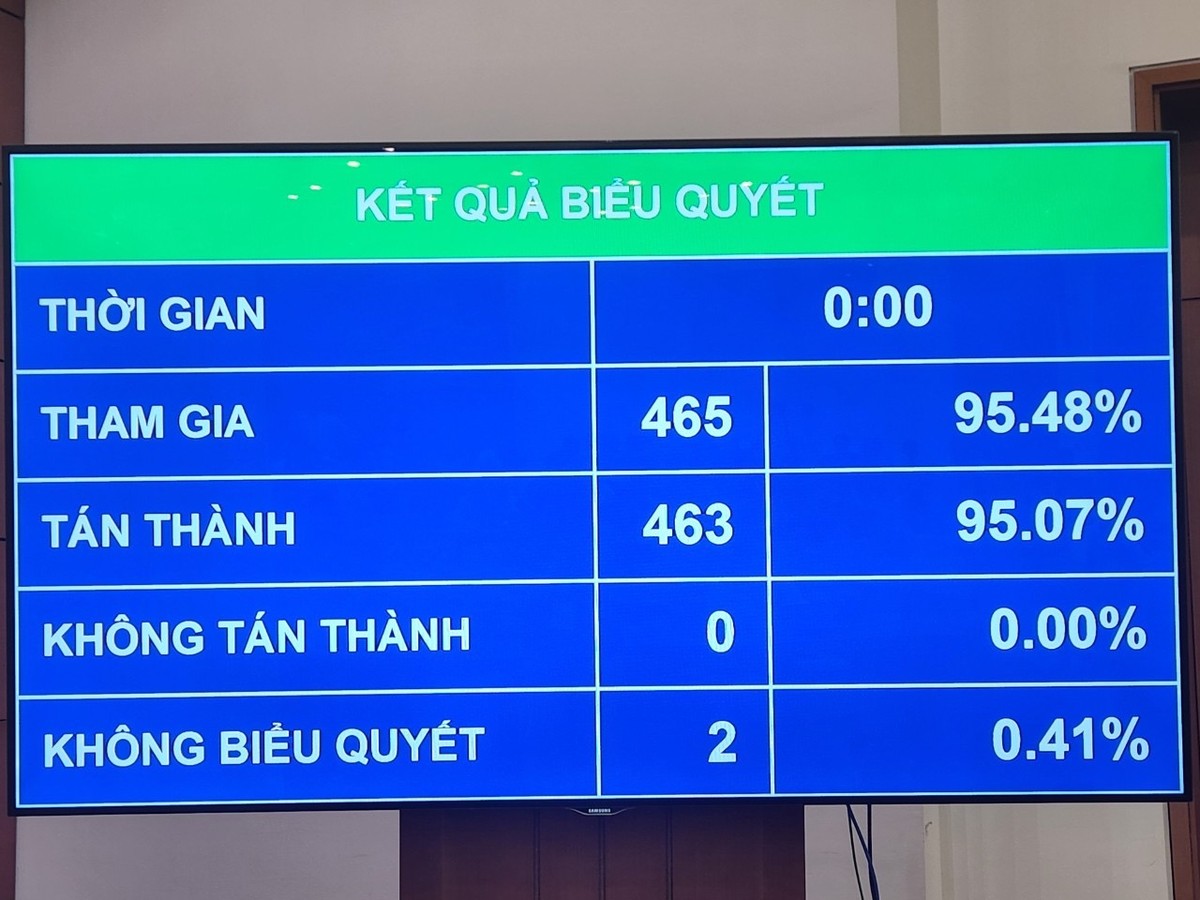 KẾT QUẢ BIỂU QUYẾT
THỜI GIAN 0:00
THAM GIA 465 95.48%
TÁN THÀNH 463 95.07%
KHÔNG TÁN THÀNH 0 0.00%
KHÔNG BIỂU QUYẾT 2 0.41%
SAMSUNG